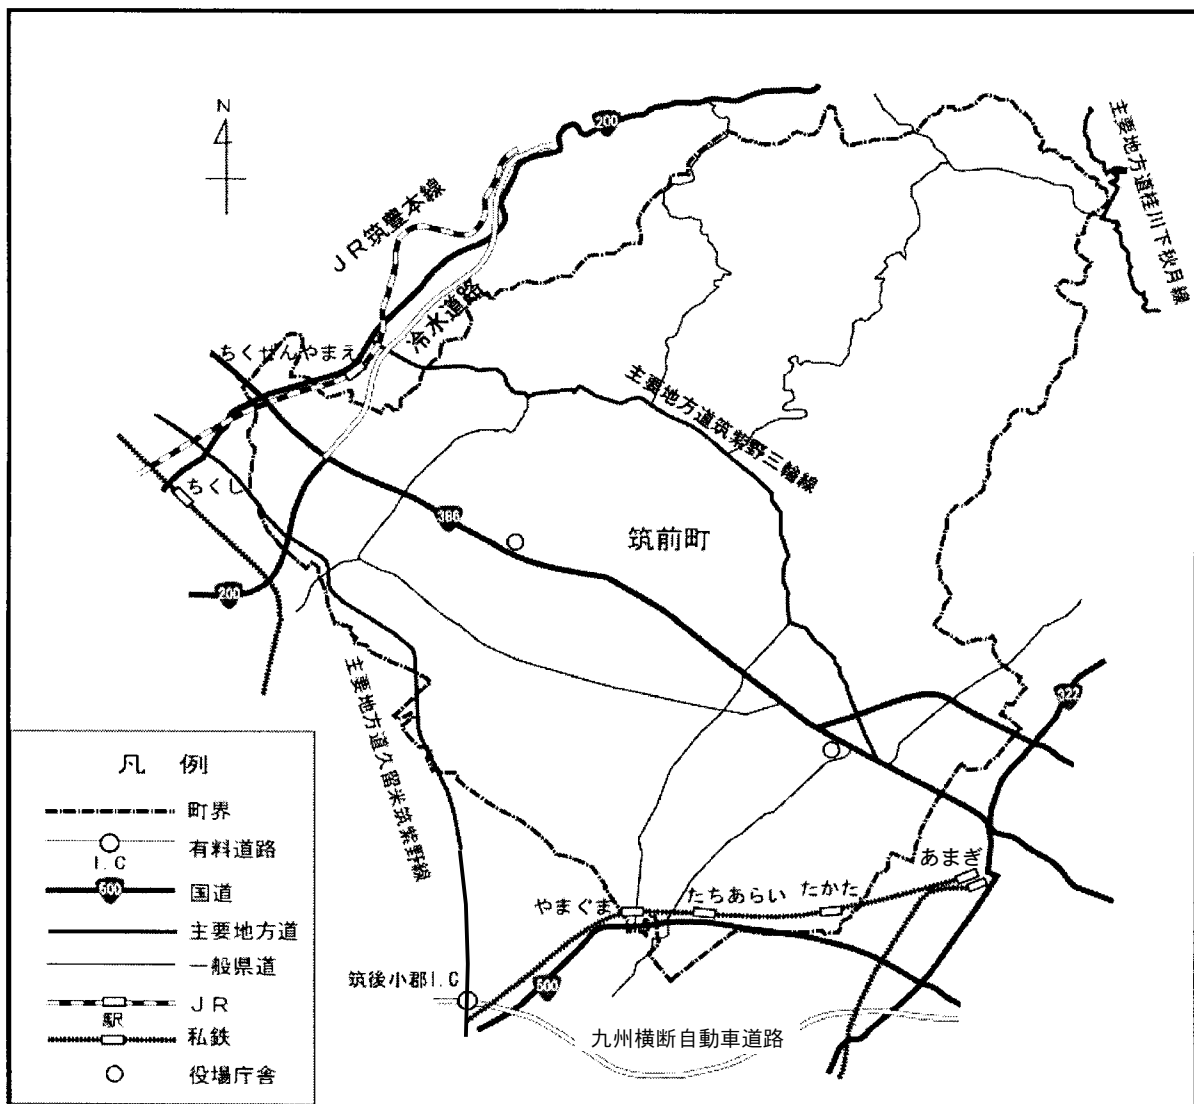 N
200
主要地方道桂川下秋月線
JR筑豊本線
冷水道路
ちくぜんやまえ
主要地方道筑紫野三輪線
ちくし
386
筑前町
200
主要地方道久留米筑紫野線
322
あまぎ
たかた
たちあらい
やまぐま
筑後小郡I.C
500
九州横断自動車道路
凡 例
町界
有料道路
I.C
500
国道
主要地方道
一般県道
JR
駅
私鉄
役場庁舎